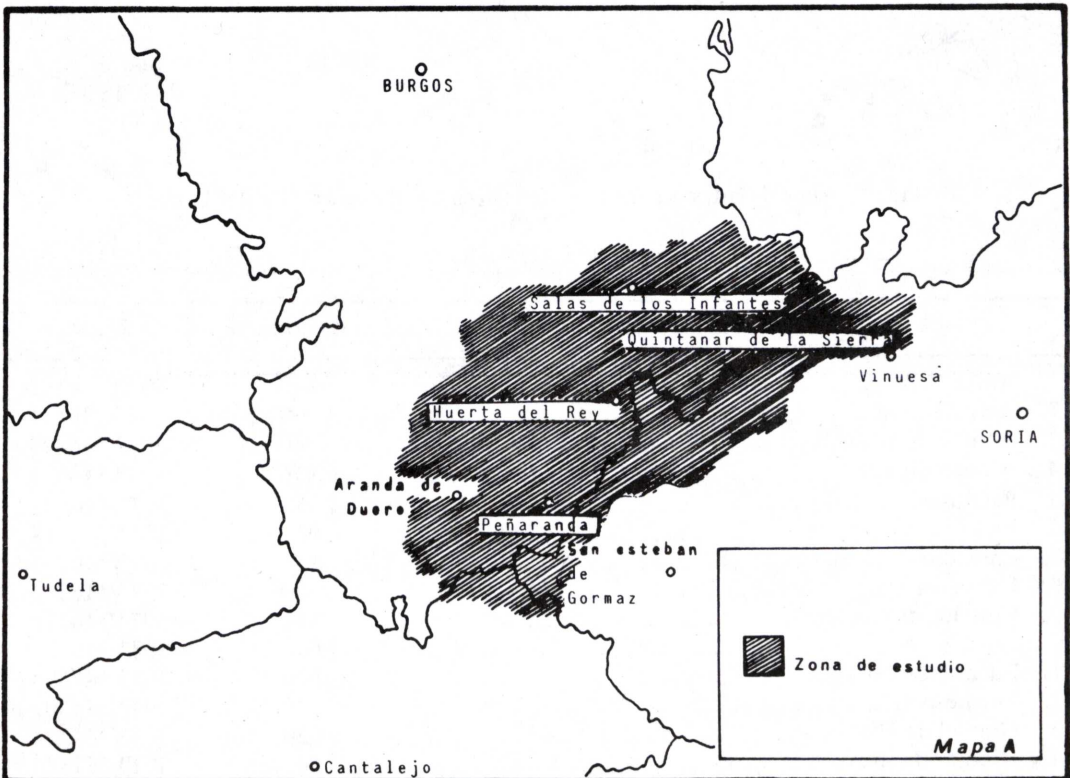 BURGOS
Salas de los Infantes
Quintanar de la Sierra
Vinuesa
Huerta del Rey
SORIA
Aranda de
Duero
Peñaranda
San esteban
de
Gormaz
Tudela
Zona de estudio
Mapa A
Cantalejo